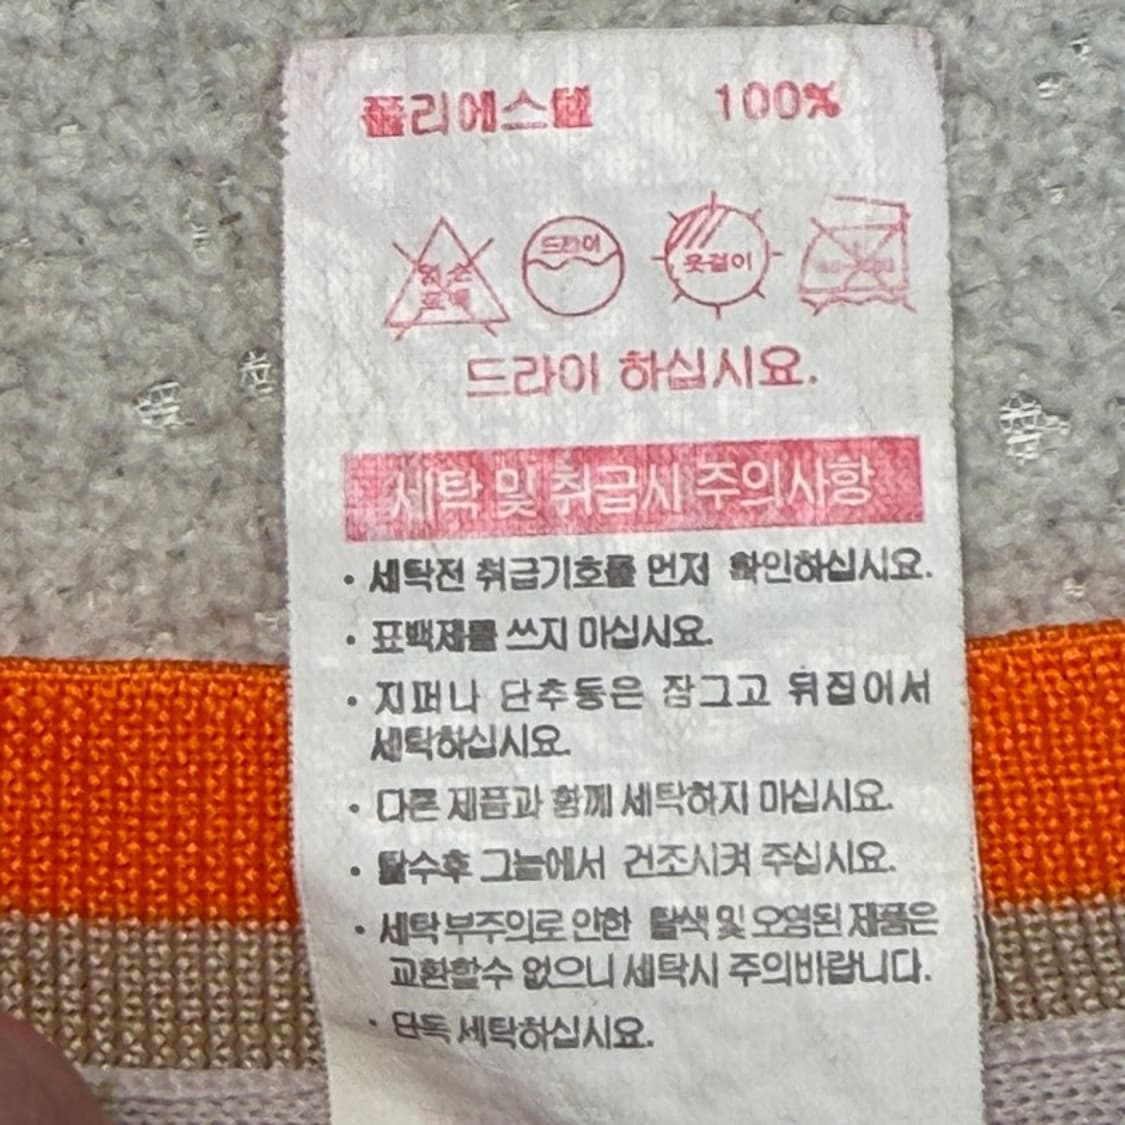 폴리에스텔 100%
염소
표백
드라이
옷걸이
드라이 하십시요.
세탁 및 취급시 주의사항
· 세탁전 취급기호를 먼저 확인하십시요.
· 표백제를 쓰지 마십시요.
· 지퍼나 단추등은 잠그고 뒤집어서
세탁하십시요.
· 다른 제품과 함께 세탁하지 마십시요.
· 탈수후 그늘에서 건조시켜 주십시요.
· 세탁부주의로 인한 탈색 및 오염된 제품은
교환할수 없으니 세탁시 주의바랍니다.
· 단독 세탁하십시요.